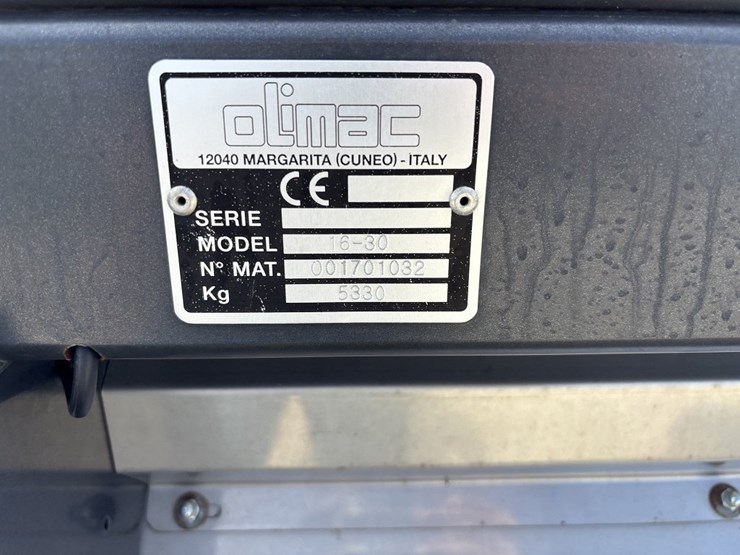 olimac
12040 MARGARITA (CUNEO) - ITALY
CE
SERIE
MODEL 16-30
N° MAT. 001701032
Kg 5330